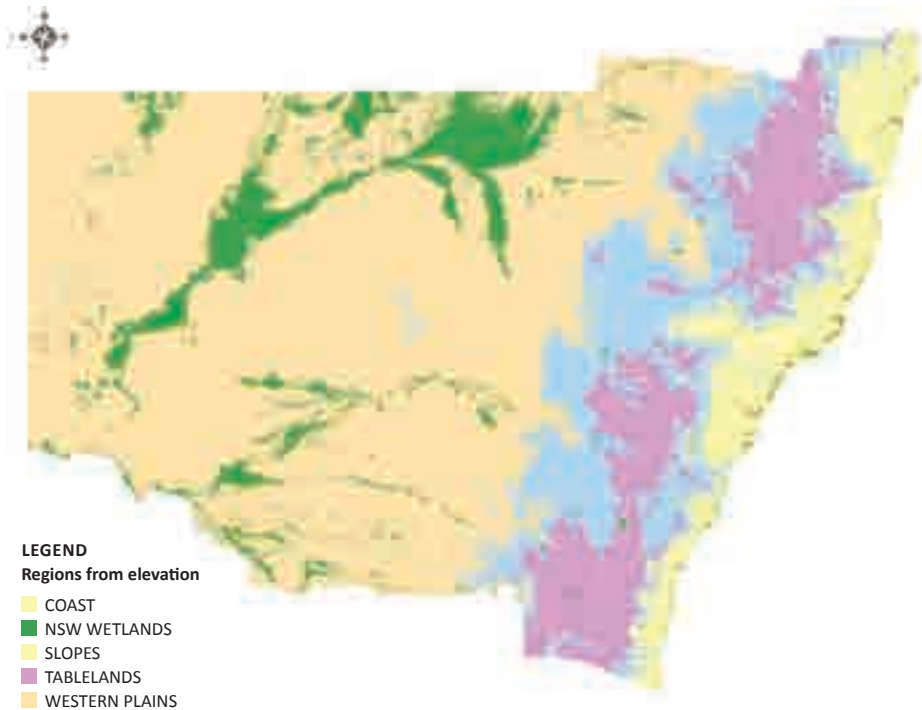 LEGEND
Regions from elevation
COAST
NSW WETLANDS
SLOPES
TABLELANDS
WESTERN PLAINS